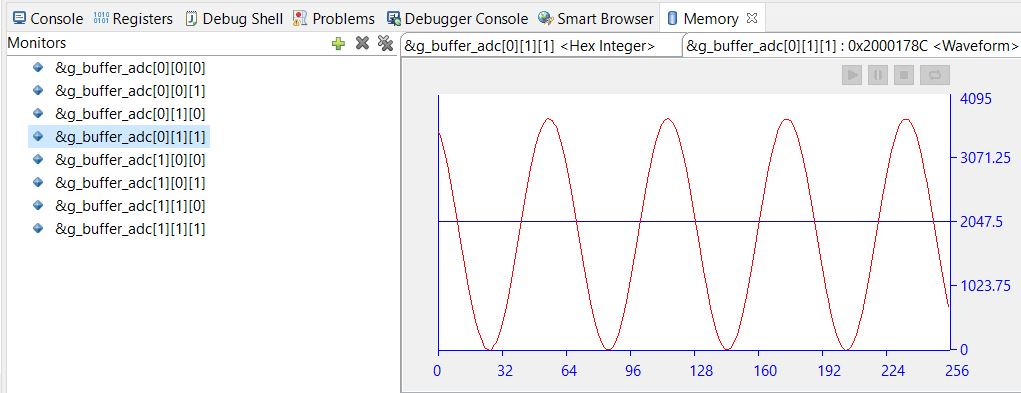 Console Registers Debug Shell Problems Debugger Console Smart Browser Memory
Monitors
&g_buffer_adc[0][0][0]
&g_buffer_adc[0][0][1]
&g_buffer_adc[0][1][0]
&g_buffer_adc[0][1][1]
&g_buffer_adc[1][0][0]
&g_buffer_adc[1][0][1]
&g_buffer_adc[1][1][0]
&g_buffer_adc[1][1][1]
&g_buffer_adc[0][1][1] <Hex Integer>
&g_buffer_adc[0][1][1] : 0x2000178C <Waveform>
4095
3071.25
2047.5
1023.75
0
0 32 64 96 128 160 192 224 256